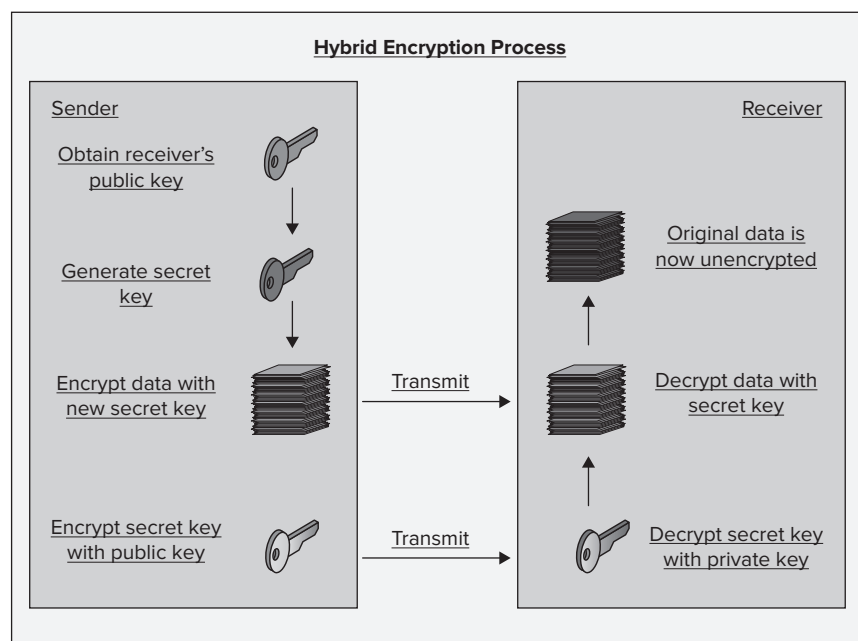 Hybrid Encryption Process
Sender
Obtain receiver's
public key
Generate secret
key
Encrypt data with
new secret key
Encrypt secret key
with public key
Transmit
Transmit
Receiver
Original data is
now unencrypted
Decrypt data with
secret key
Decrypt secret key
with private key